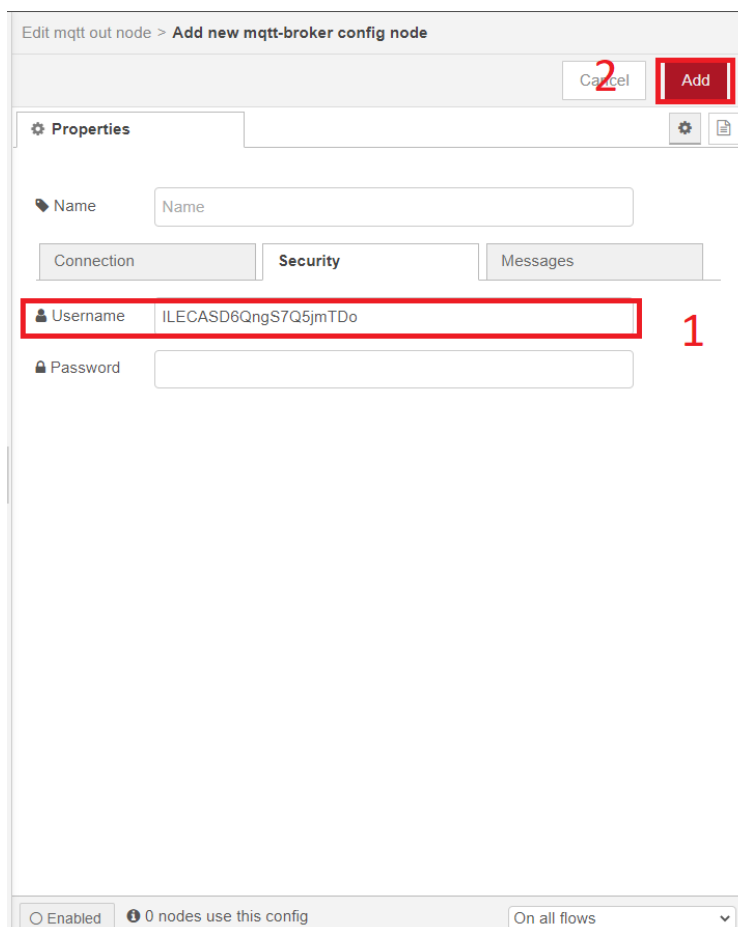 Edit mqtt out node > Add new mqtt-broker config node
Cancel
2
Add
Properties
Name
Name
Connection
Security
Messages
Username
ILECASD6QngS7Q5jmTDo
1
Password
Enabled
0 nodes use this config
On all flows